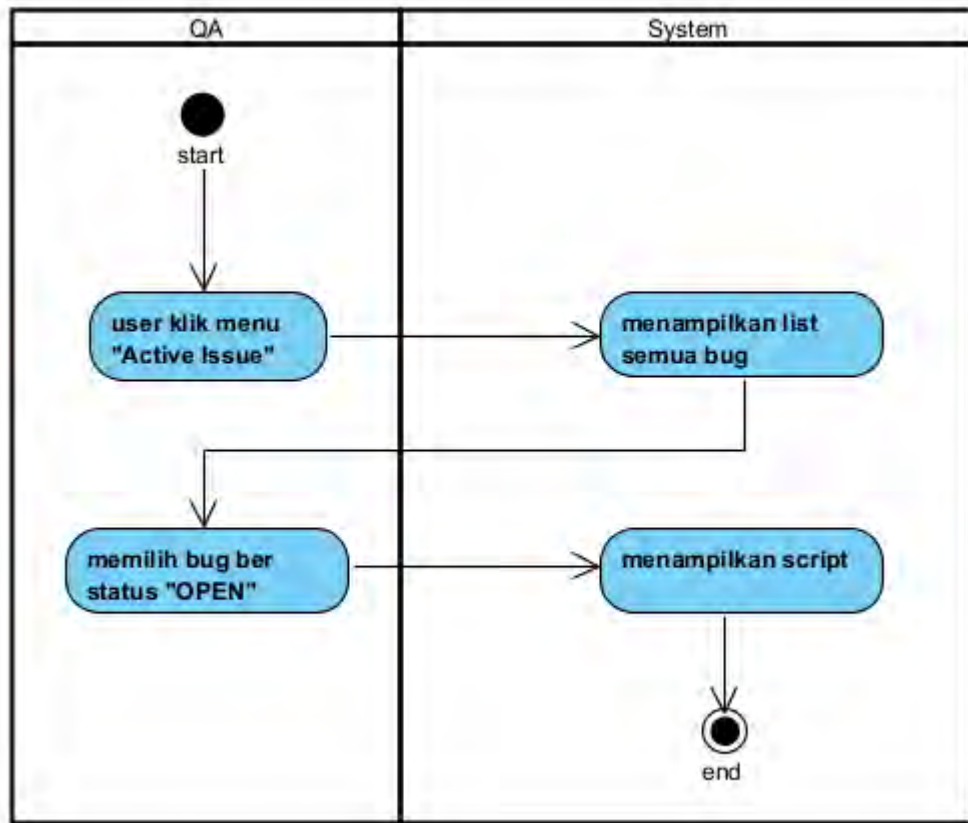 QA
System
start
user klik menu
"Active Issue"
menampilkan list
semua bug
memilih bug ber
status "OPEN"
menampilkan script
end